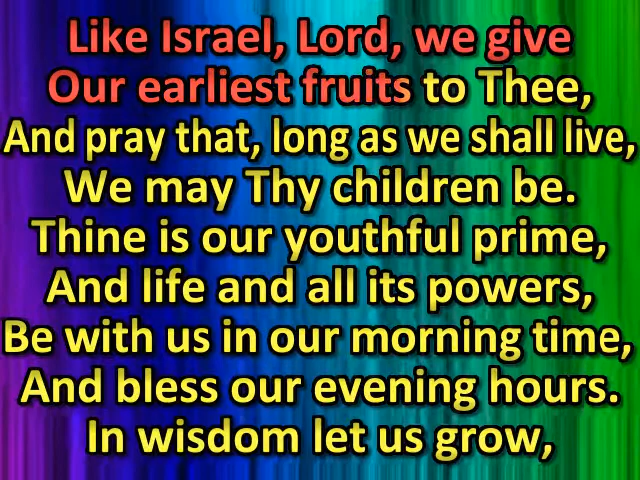 Like Israel, Lord, we give
Our earliest fruits to Thee,
And pray that, long as we shall live,
We may Thy children be.
Thine is our youthful prime,
And life and all its powers,
Be with us in our morning time,
And bless our evening hours.
In wisdom let us grow,